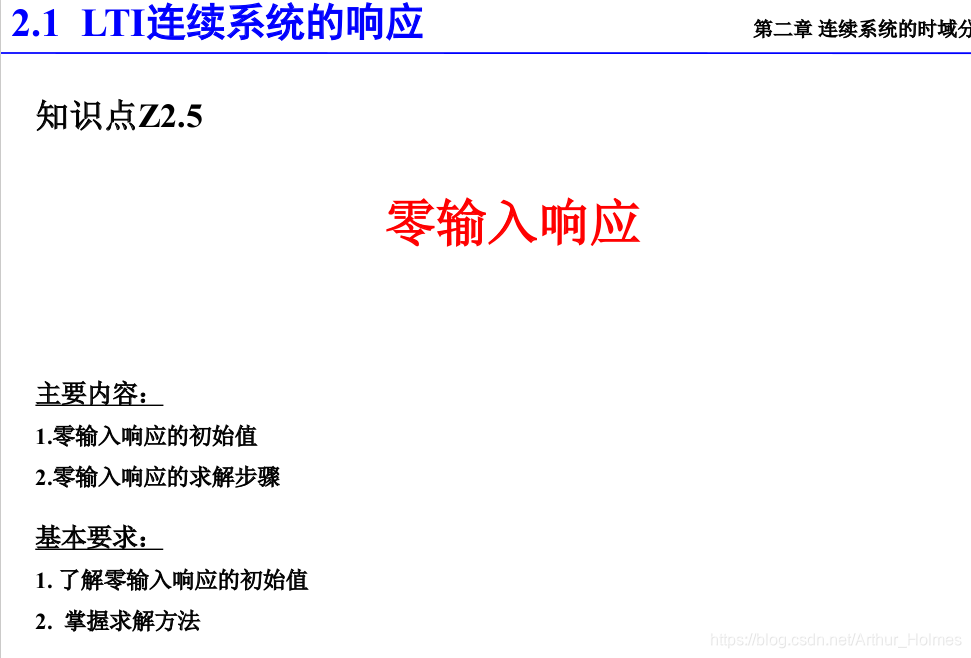 2.1 LTI连续系统的响应
第二章 连续系统的时域分
知识点Z2.5
零输入响应
主要内容：
1.零输入响应的初始值
2.零输入响应的求解步骤
基本要求：
1. 了解零输入响应的初始值
2. 掌握求解方法
https://blog.csdn.net/Arthur_Holmes